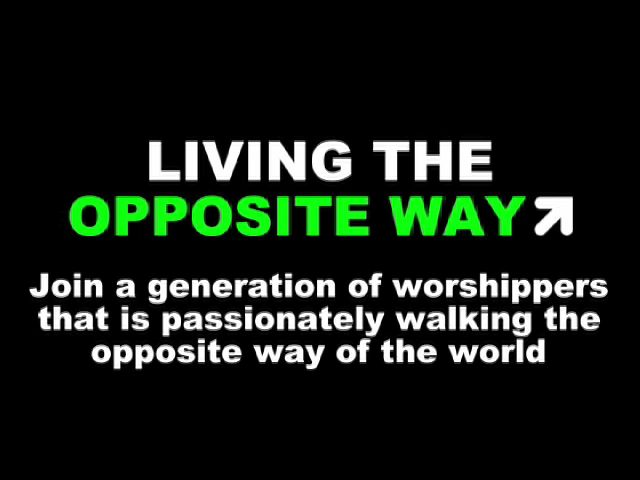 LIVING THE
OPPOSITE WAY
Join a generation of worshippers
that is passionately walking the
opposite way of the world